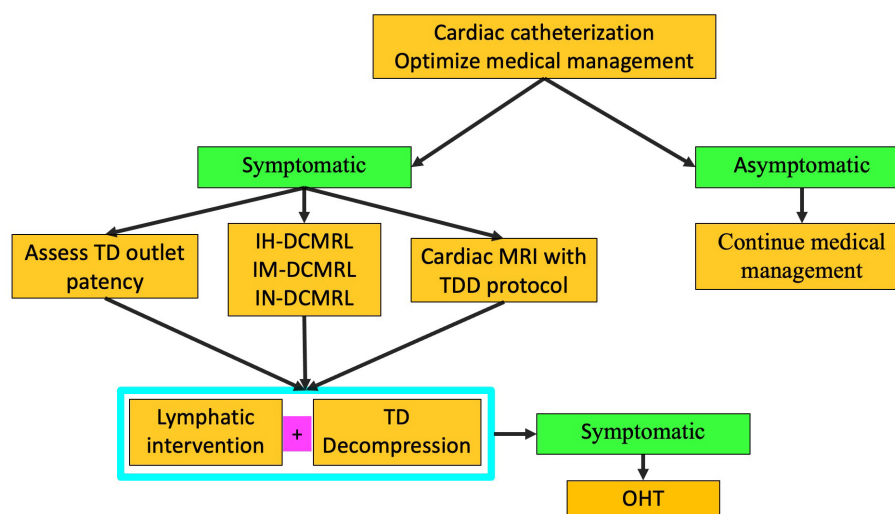 Cardiac catheterization
Optimize medical management
Symptomatic
Asymptomatic
Assess TD outlet
patency
IH-DCMRL
IM-DCMRL
IN-DCMRL
Cardiac MRI with
TDD protocol
Continue medical
management
Lymphatic
intervention
+
TD
Decompression
Symptomatic
OHT